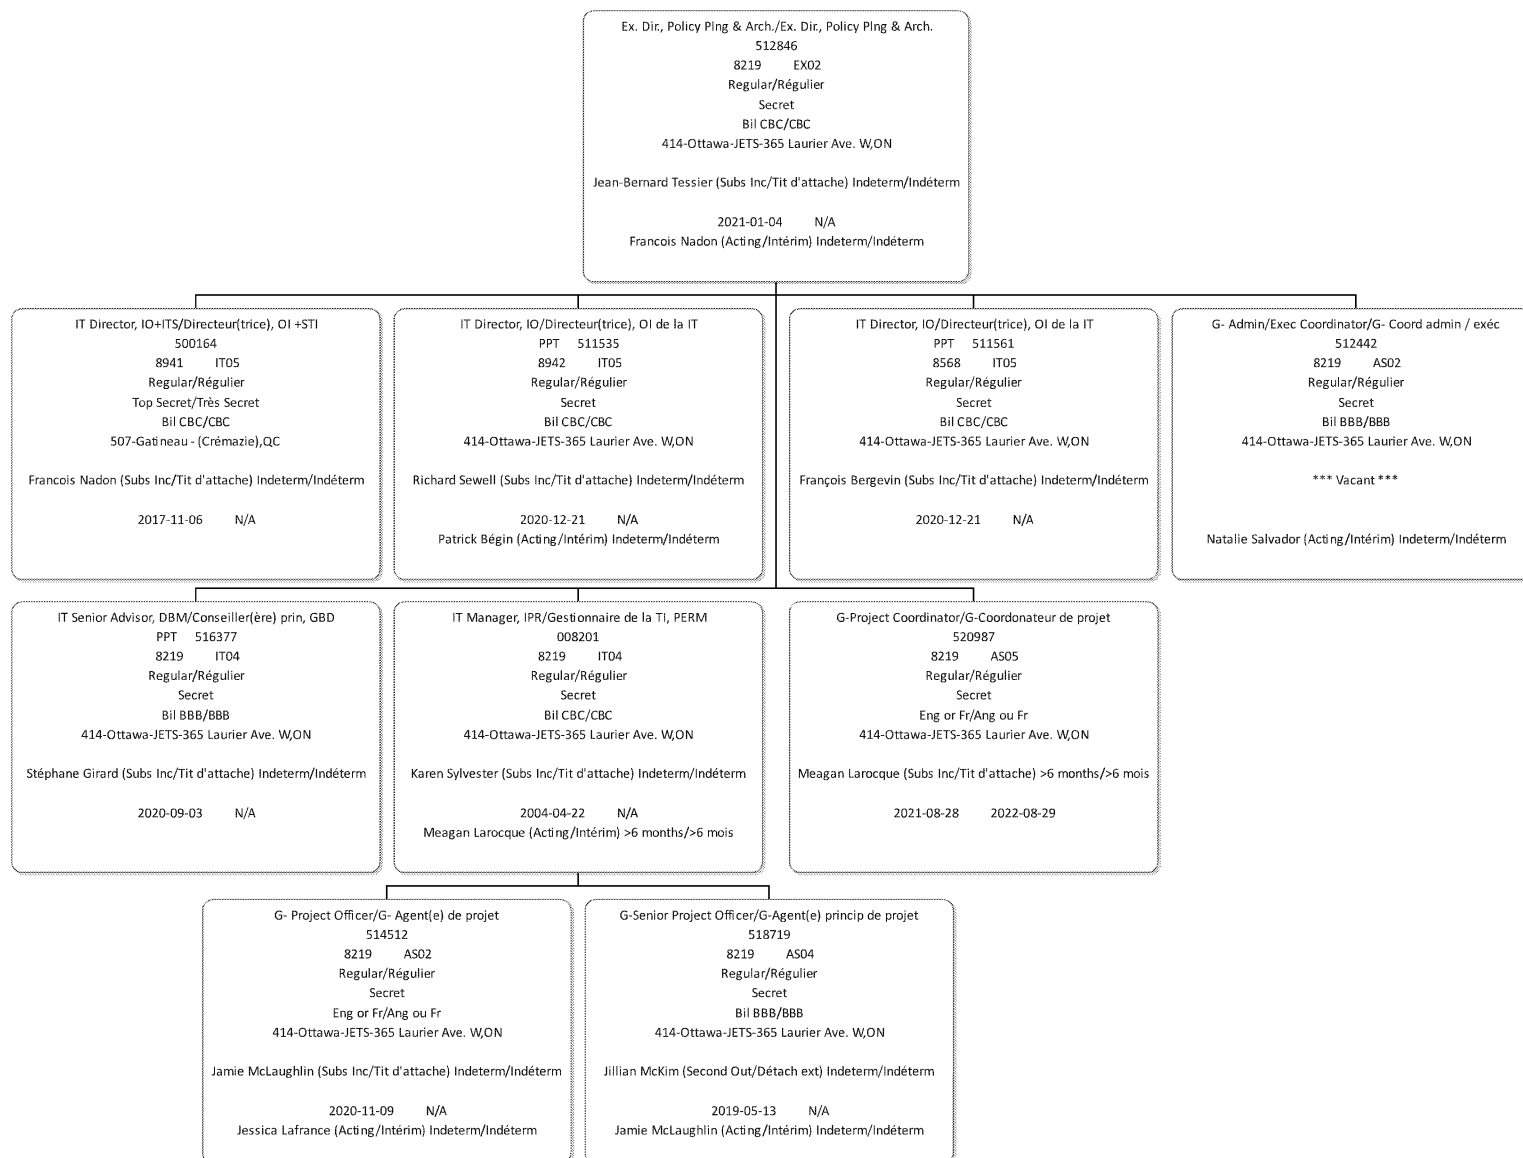 Ex. Dir., Policy Plng & Arch./Ex. Dir., Policy Plng & Arch.
512846
8219 EX02
Regular/Régulier
Secret
Bil CBC/CBC
414-Ottawa-JETS-365 Laurier Ave. W,ON
Jean-Bernard Tessier (Subs Inc/Tit d'attache) Indeterm/Indéterm
2021-01-04 N/A
Francois Nadon (Acting/Intérim) Indeterm/Indéterm
IT Director, IO+ITS/Directeur(trice), OI +STI
500164
8941 IT05
Regular/Régulier
Top Secret/Très Secret
Bil CBC/CBC
507-Gatineau - (Crémazie),QC
Francois Nadon (Subs Inc/Tit d'attache) Indeterm/Indéterm
2017-11-06 N/A
IT Director, IO/Directeur(trice), OI de la IT
PPT 511535
8942 IT05
Regular/Régulier
Secret
Bil CBC/CBC
414-Ottawa-JETS-365 Laurier Ave. W,ON
Richard Sewell (Subs Inc/Tit d'attache) Indeterm/Indéterm
2020-12-21 N/A
Patrick Bégin (Acting/Intérim) Indeterm/Indéterm
IT Director, IO/Directeur(trice), OI de la IT
PPT 511561
8568 IT05
Regular/Régulier
Secret
Bil CBC/CBC
414-Ottawa-JETS-365 Laurier Ave. W,ON
François Bergevin (Subs Inc/Tit d'attache) Indeterm/Indéterm
2020-12-21 N/A
G- Admin/Exec Coordinator/G- Coord admin / exéc
512442
8219 AS02
Regular/Régulier
Secret
Bil BBB/BBB
414-Ottawa-JETS-365 Laurier Ave. W,ON
*** Vacant ***
Natalie Salvador (Acting/Intérim) Indeterm/Indéterm
IT Senior Advisor, DBM/Conseiller(ère) prin, GBD
PPT 516377
8219 IT04
Regular/Régulier
Secret
Bil BBB/BBB
414-Ottawa-JETS-365 Laurier Ave. W,ON
Stéphane Girard (Subs Inc/Tit d'attache) Indeterm/Indéterm
2020-09-03 N/A
IT Manager, IPR/Gestionnaire de la TI, PERM
008201
8219 IT04
Regular/Régulier
Secret
Bil CBC/CBC
414-Ottawa-JETS-365 Laurier Ave. W,ON
Karen Sylvester (Subs Inc/Tit d'attache) Indeterm/Indéterm
2004-04-22 N/A
Meagan Larocque (Acting/Intérim) >6 months/>6 mois
G-Project Coordinator/G-Coordonateur de projet
520987
8219 AS05
Regular/Régulier
Secret
Eng or Fr/Ang ou Fr
414-Ottawa-JETS-365 Laurier Ave. W,ON
Meagan Larocque (Subs Inc/Tit d'attache) >6 months/>6 mois
2021-08-28 2022-08-29
G- Project Officer/G- Agent(e) de projet
514512
8219 AS02
Regular/Régulier
Secret
Eng or Fr/Ang ou Fr
414-Ottawa-JETS-365 Laurier Ave. W,ON
Jamie McLaughlin (Subs Inc/Tit d'attache) Indeterm/Indéterm
2020-11-09 N/A
Jessica Lafrance (Acting/Intérim) Indeterm/Indéterm
G-Senior Project Officer/G-Agent(e) princip de projet
518719
8219 AS04
Regular/Régulier
Secret
Bil BBB/BBB
414-Ottawa-JETS-365 Laurier Ave. W,ON
Jillian McKim (Second Out/Détach ext) Indeterm/Indéterm
2019-05-13 N/A
Jamie McLaughlin (Acting/Intérim) Indeterm/Indéterm